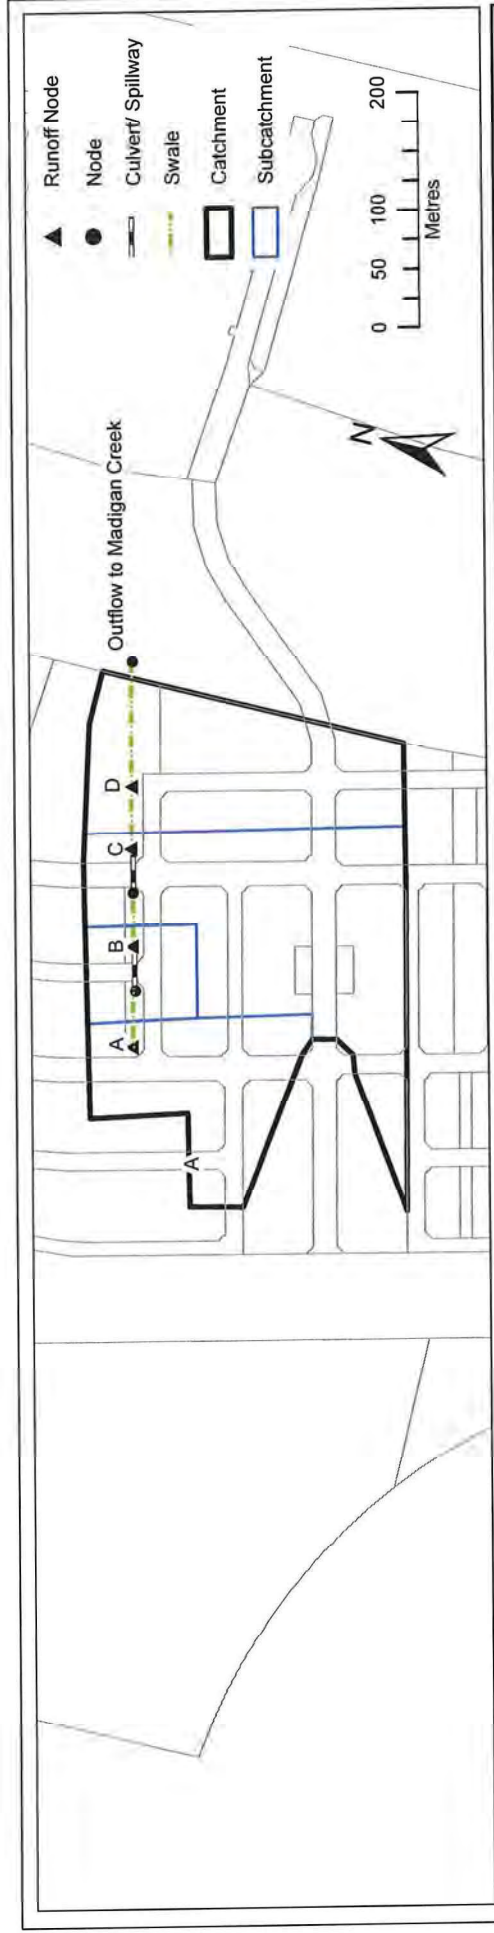 Runoff Node
Node
Culvert/ Spillway
Swale
Catchment
Subcatchment
0 50 100 200
Metres
N
Outflow to Madigan Creek
A
B
C
D
A